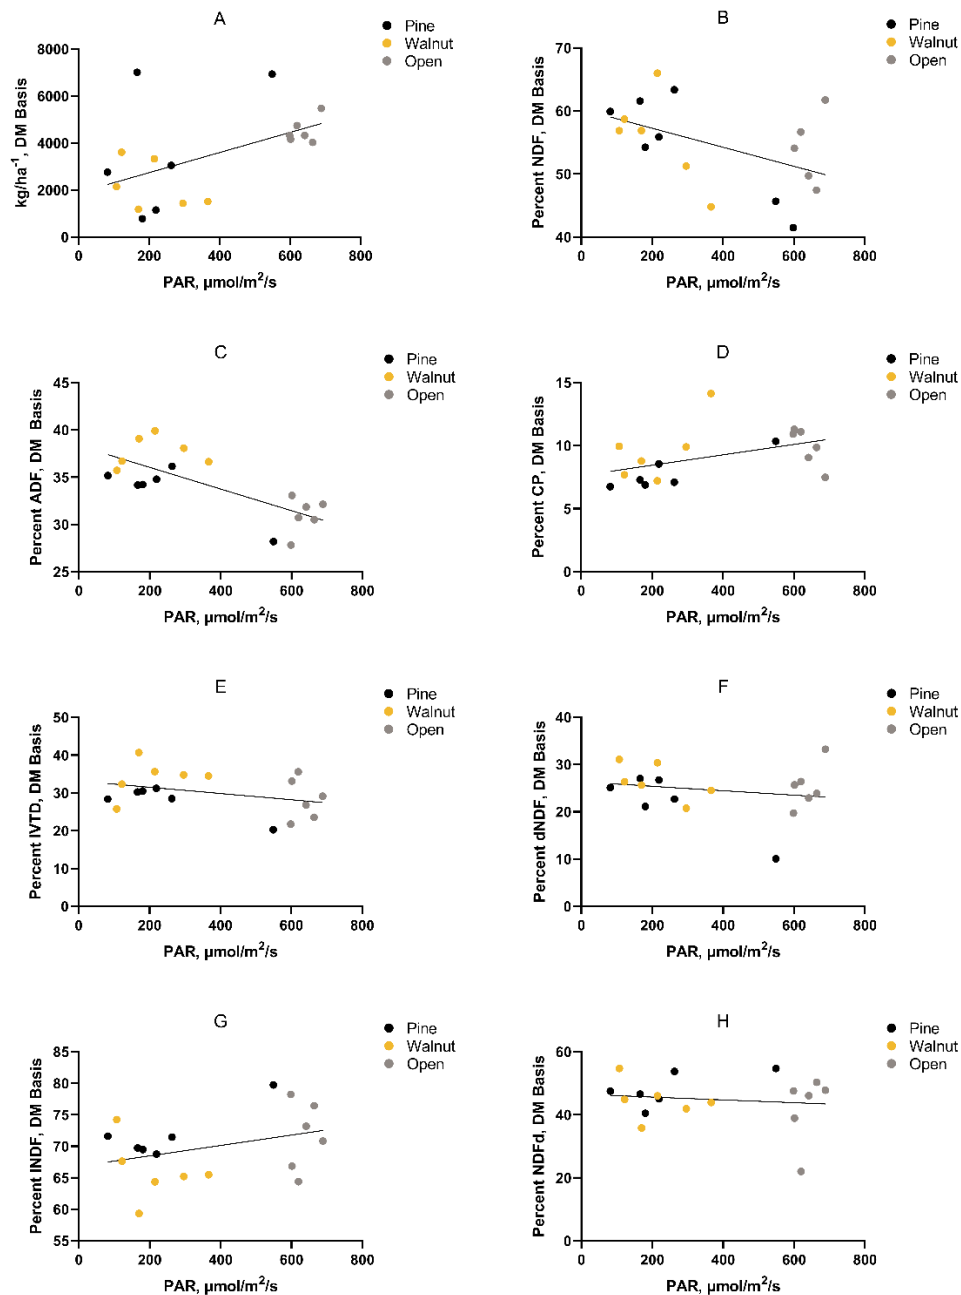 A
Pine
Walnut
Open
8000
6000
4000
2000
0
0 200 400 600 800
kg/ha⁻¹, DM Basis
PAR, µmol/m²/s
B
Pine
Walnut
Open
70
60
50
40
0 200 400 600 800
Percent NDF, DM Basis
PAR, µmol/m²/s
C
Pine
Walnut
Open
45
40
35
30
25
0 200 400 600 800
Percent ADF, DM Basis
PAR, µmol/m²/s
D
Pine
Walnut
Open
15
10
5
0
0 200 400 600 800
Percent CP, DM Basis
PAR, µmol/m²/s
E
Pine
Walnut
Open
50
40
30
20
10
0
0 200 400 600 800
Percent IVTD, DM Basis
PAR, µmol/m²/s
F
Pine
Walnut
Open
40
30
20
10
0
0 200 400 600 800
Percent dNDF, DM Basis
PAR, µmol/m²/s
G
Pine
Walnut
Open
85
80
75
70
65
60
55
0 200 400 600 800
Percent INDF, DM Basis
PAR, µmol/m²/s
H
Pine
Walnut
Open
60
40
20
0
0 200 400 600 800
Percent NDFd, DM Basis
PAR, µmol/m²/s